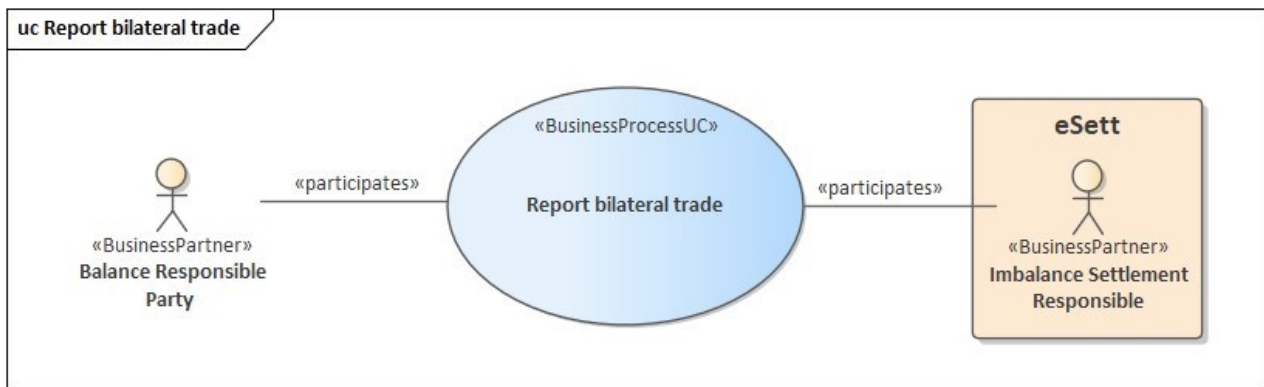 uc Report bilateral trade
«BusinessProcessUC»
Report bilateral trade
«participates»
«participates»
«BusinessPartner»
Balance Responsible
Party
eSett
«BusinessPartner»
Imbalance Settlement
Responsible